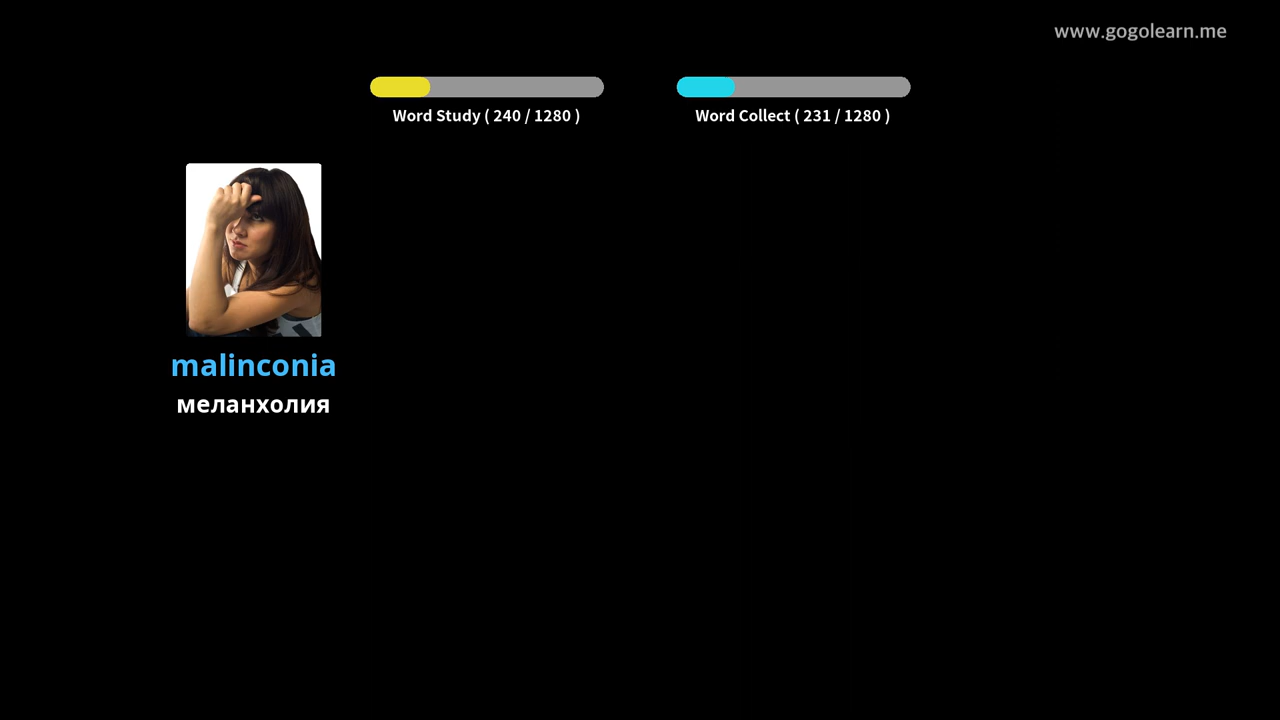 www.gogolearn.me
Word Study ( 240 / 1280 )
Word Collect ( 231 / 1280 )
malinconia
меланхолия